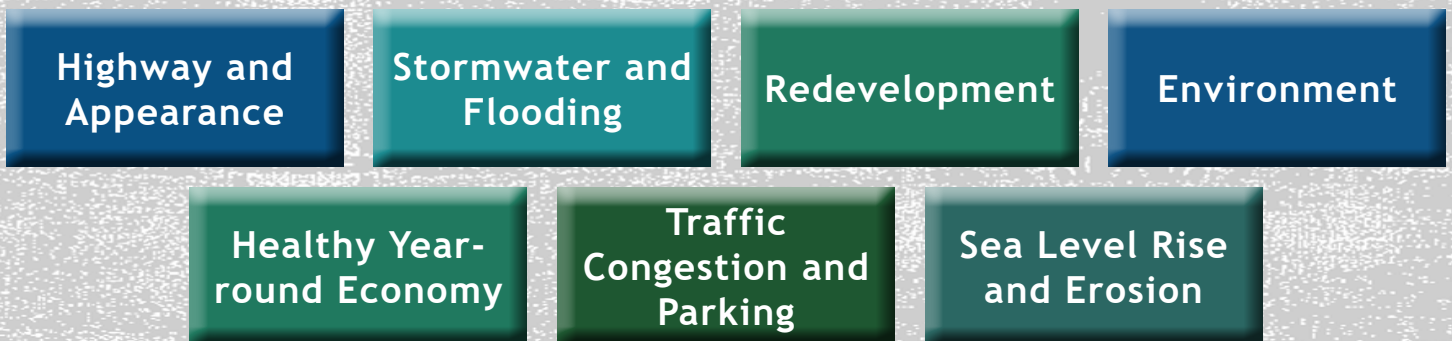 Highway and
Appearance
Stormwater and
Flooding
Redevelopment
Environment
Healthy Year-
round Economy
Traffic
Congestion and
Parking
Sea Level Rise
and Erosion